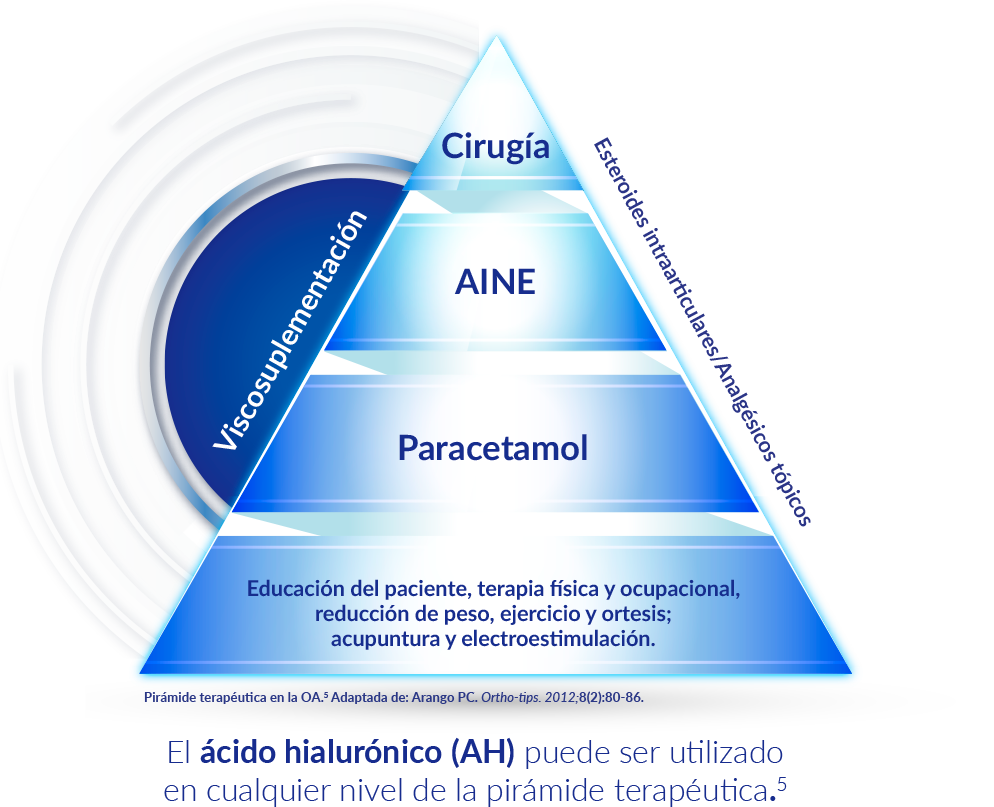 Cirugía
Esteroides intraarticulares/Analgésicos tópicos
Viscosuplementación
AINE
Paracetamol
Educación del paciente, terapia física y ocupacional,
reducción de peso, ejercicio y ortesis;
acupuntura y electroestimulación.
Pirámide terapéutica en la OA.⁵ Adaptada de: Arango PC. Ortho-tips. 2012;8(2):80-86.
El ácido hialurónico (AH) puede ser utilizado
en cualquier nivel de la pirámide terapéutica.⁵